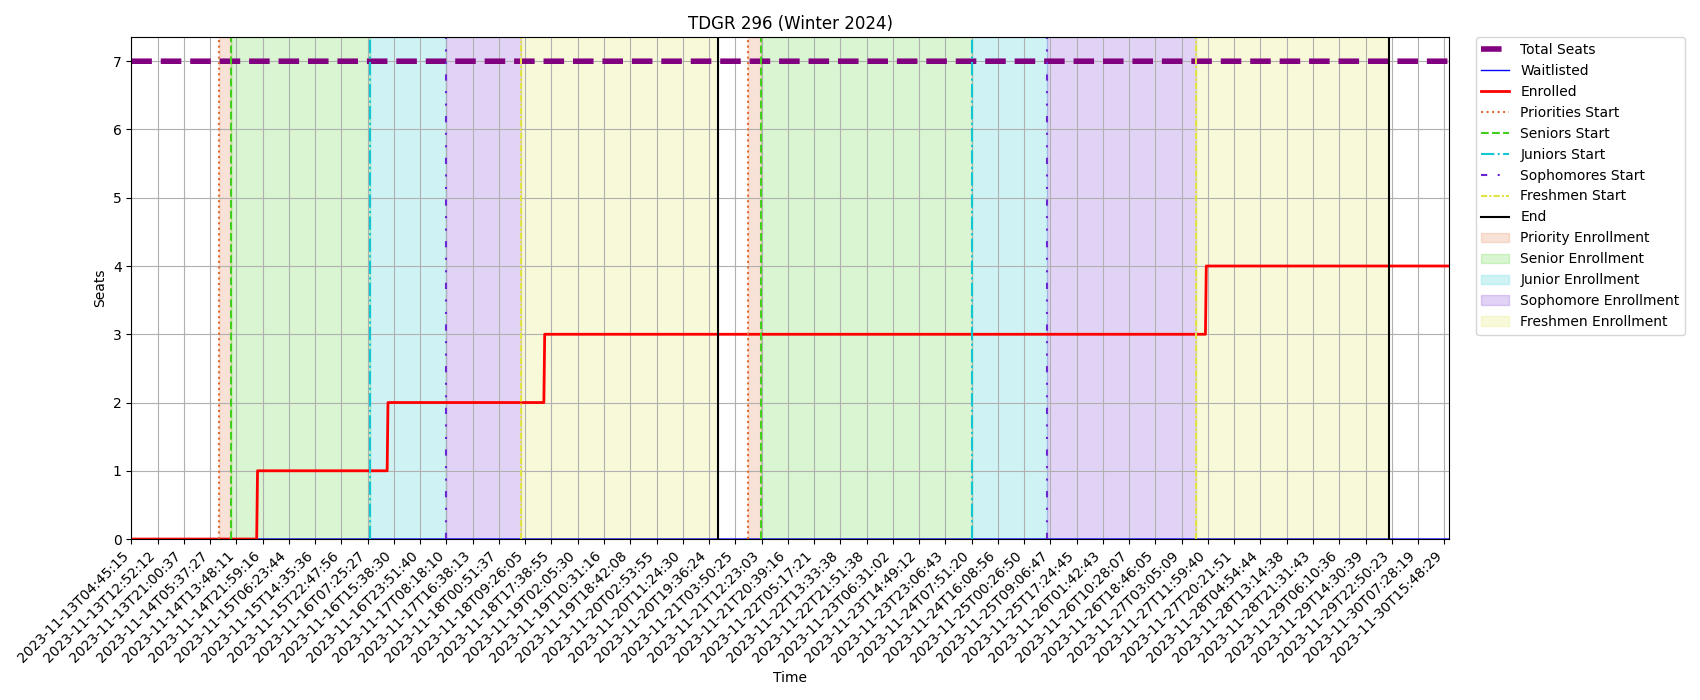 TDGR 296 (Winter 2024)
Seats
7
6
5
4
3
2
1
0
2023-11-13T04:45:15
2023-11-13T12:52:12
2023-11-13T21:00:37
2023-11-14T05:37:27
2023-11-14T13:48:11
2023-11-14T21:59:16
2023-11-15T06:23:44
2023-11-15T14:35:36
2023-11-15T22:47:56
2023-11-16T07:25:27
2023-11-16T15:38:30
2023-11-16T23:51:40
2023-11-17T08:18:10
2023-11-17T16:38:13
2023-11-18T00:51:37
2023-11-18T09:26:05
2023-11-18T17:38:55
2023-11-19T02:05:30
2023-11-19T10:31:16
2023-11-19T18:42:08
2023-11-20T02:53:55
2023-11-20T11:24:30
2023-11-20T19:36:24
2023-11-21T03:50:25
2023-11-21T12:23:03
2023-11-21T20:39:16
2023-11-22T05:17:21
2023-11-22T13:33:38
2023-11-22T21:51:38
2023-11-23T06:31:02
2023-11-23T14:49:12
2023-11-23T23:06:43
2023-11-24T07:51:20
2023-11-24T16:08:56
2023-11-25T00:26:50
2023-11-25T09:06:47
2023-11-25T17:24:45
2023-11-26T01:42:43
2023-11-26T10:28:07
2023-11-26T18:46:05
2023-11-27T03:05:09
2023-11-27T11:59:40
2023-11-27T20:21:51
2023-11-28T04:54:44
2023-11-28T13:14:38
2023-11-28T21:31:43
2023-11-29T06:10:36
2023-11-29T14:30:39
2023-11-29T22:50:23
2023-11-30T07:28:19
2023-11-30T15:48:29
Time
Total Seats
Waitlisted
Enrolled
Priorities Start
Seniors Start
Juniors Start
Sophomores Start
Freshmen Start
End
Priority Enrollment
Senior Enrollment
Junior Enrollment
Sophomore Enrollment
Freshmen Enrollment